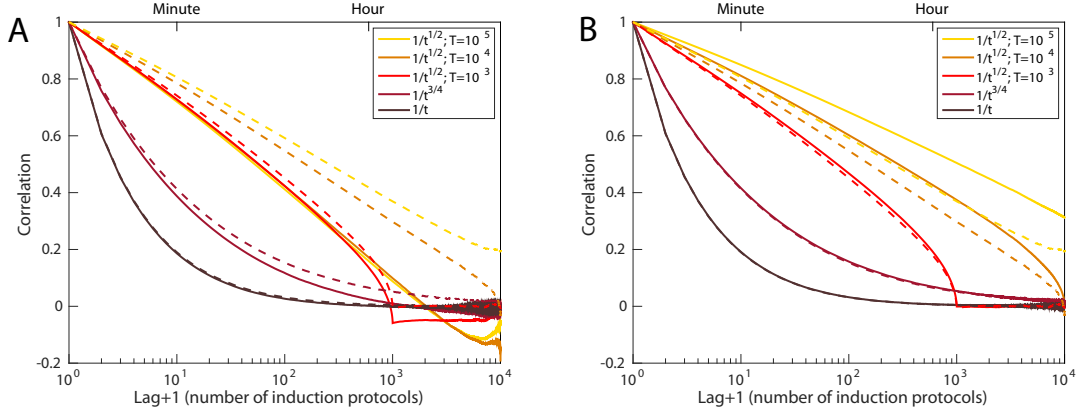 A
Minute Hour
1/t^1/2; T=10 5
1/t^1/2; T=10 4
1/t^1/2; T=10 3
1/t^3/4
1/t
Correlation
1
0.8
0.6
0.4
0.2
0
-0.2
10^0 10^1 10^2 10^3 10^4
Lag+1 (number of induction protocols)
B
Minute Hour
1/t^1/2; T=10 5
1/t^1/2; T=10 4
1/t^1/2; T=10 3
1/t^3/4
1/t
Correlation
1
0.8
0.6
0.4
0.2
0
-0.2
10^0 10^1 10^2 10^3 10^4
Lag+1 (number of induction protocols)